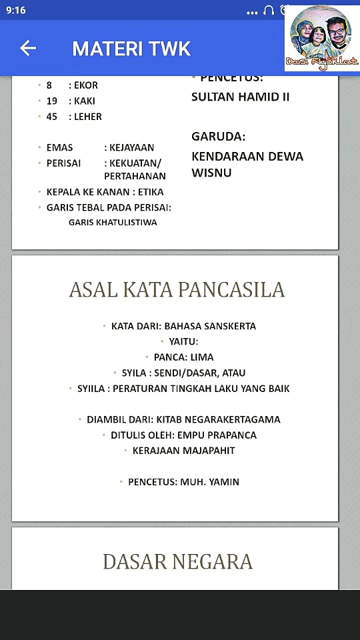 9:16
MATERI TWK
8 : EKOR
19 : KAKI
45 : LEHER
EMAS : KEJAYAAN
PERISAI : KEKUATAN/
PERTAHANAN
KEPALA KE KANAN : ETIKA
GARIS TEBAL PADA PERISAI:
GARIS KHATULISTIWA
PENCETUS:
SULTAN HAMID II
GARUDA:
KENDARAAN DEWA
WISNU
ASAL KATA PANCASILA
KATA DARI: BAHASA SANSKERTA
YAITU:
PANCA: LIMA
SYILA : SENDI/DASAR, ATAU
SYIILA : PERATURAN TINGKAH LAKU YANG BAIK
DIAMBIL DARI: KITAB NEGARAKERTAGAMA
DITULIS OLEH: EMPU PRAPANCA
KERAJAAN MAJAPAHIT
PENCETUS: MUH. YAMIN
DASAR NEGARA